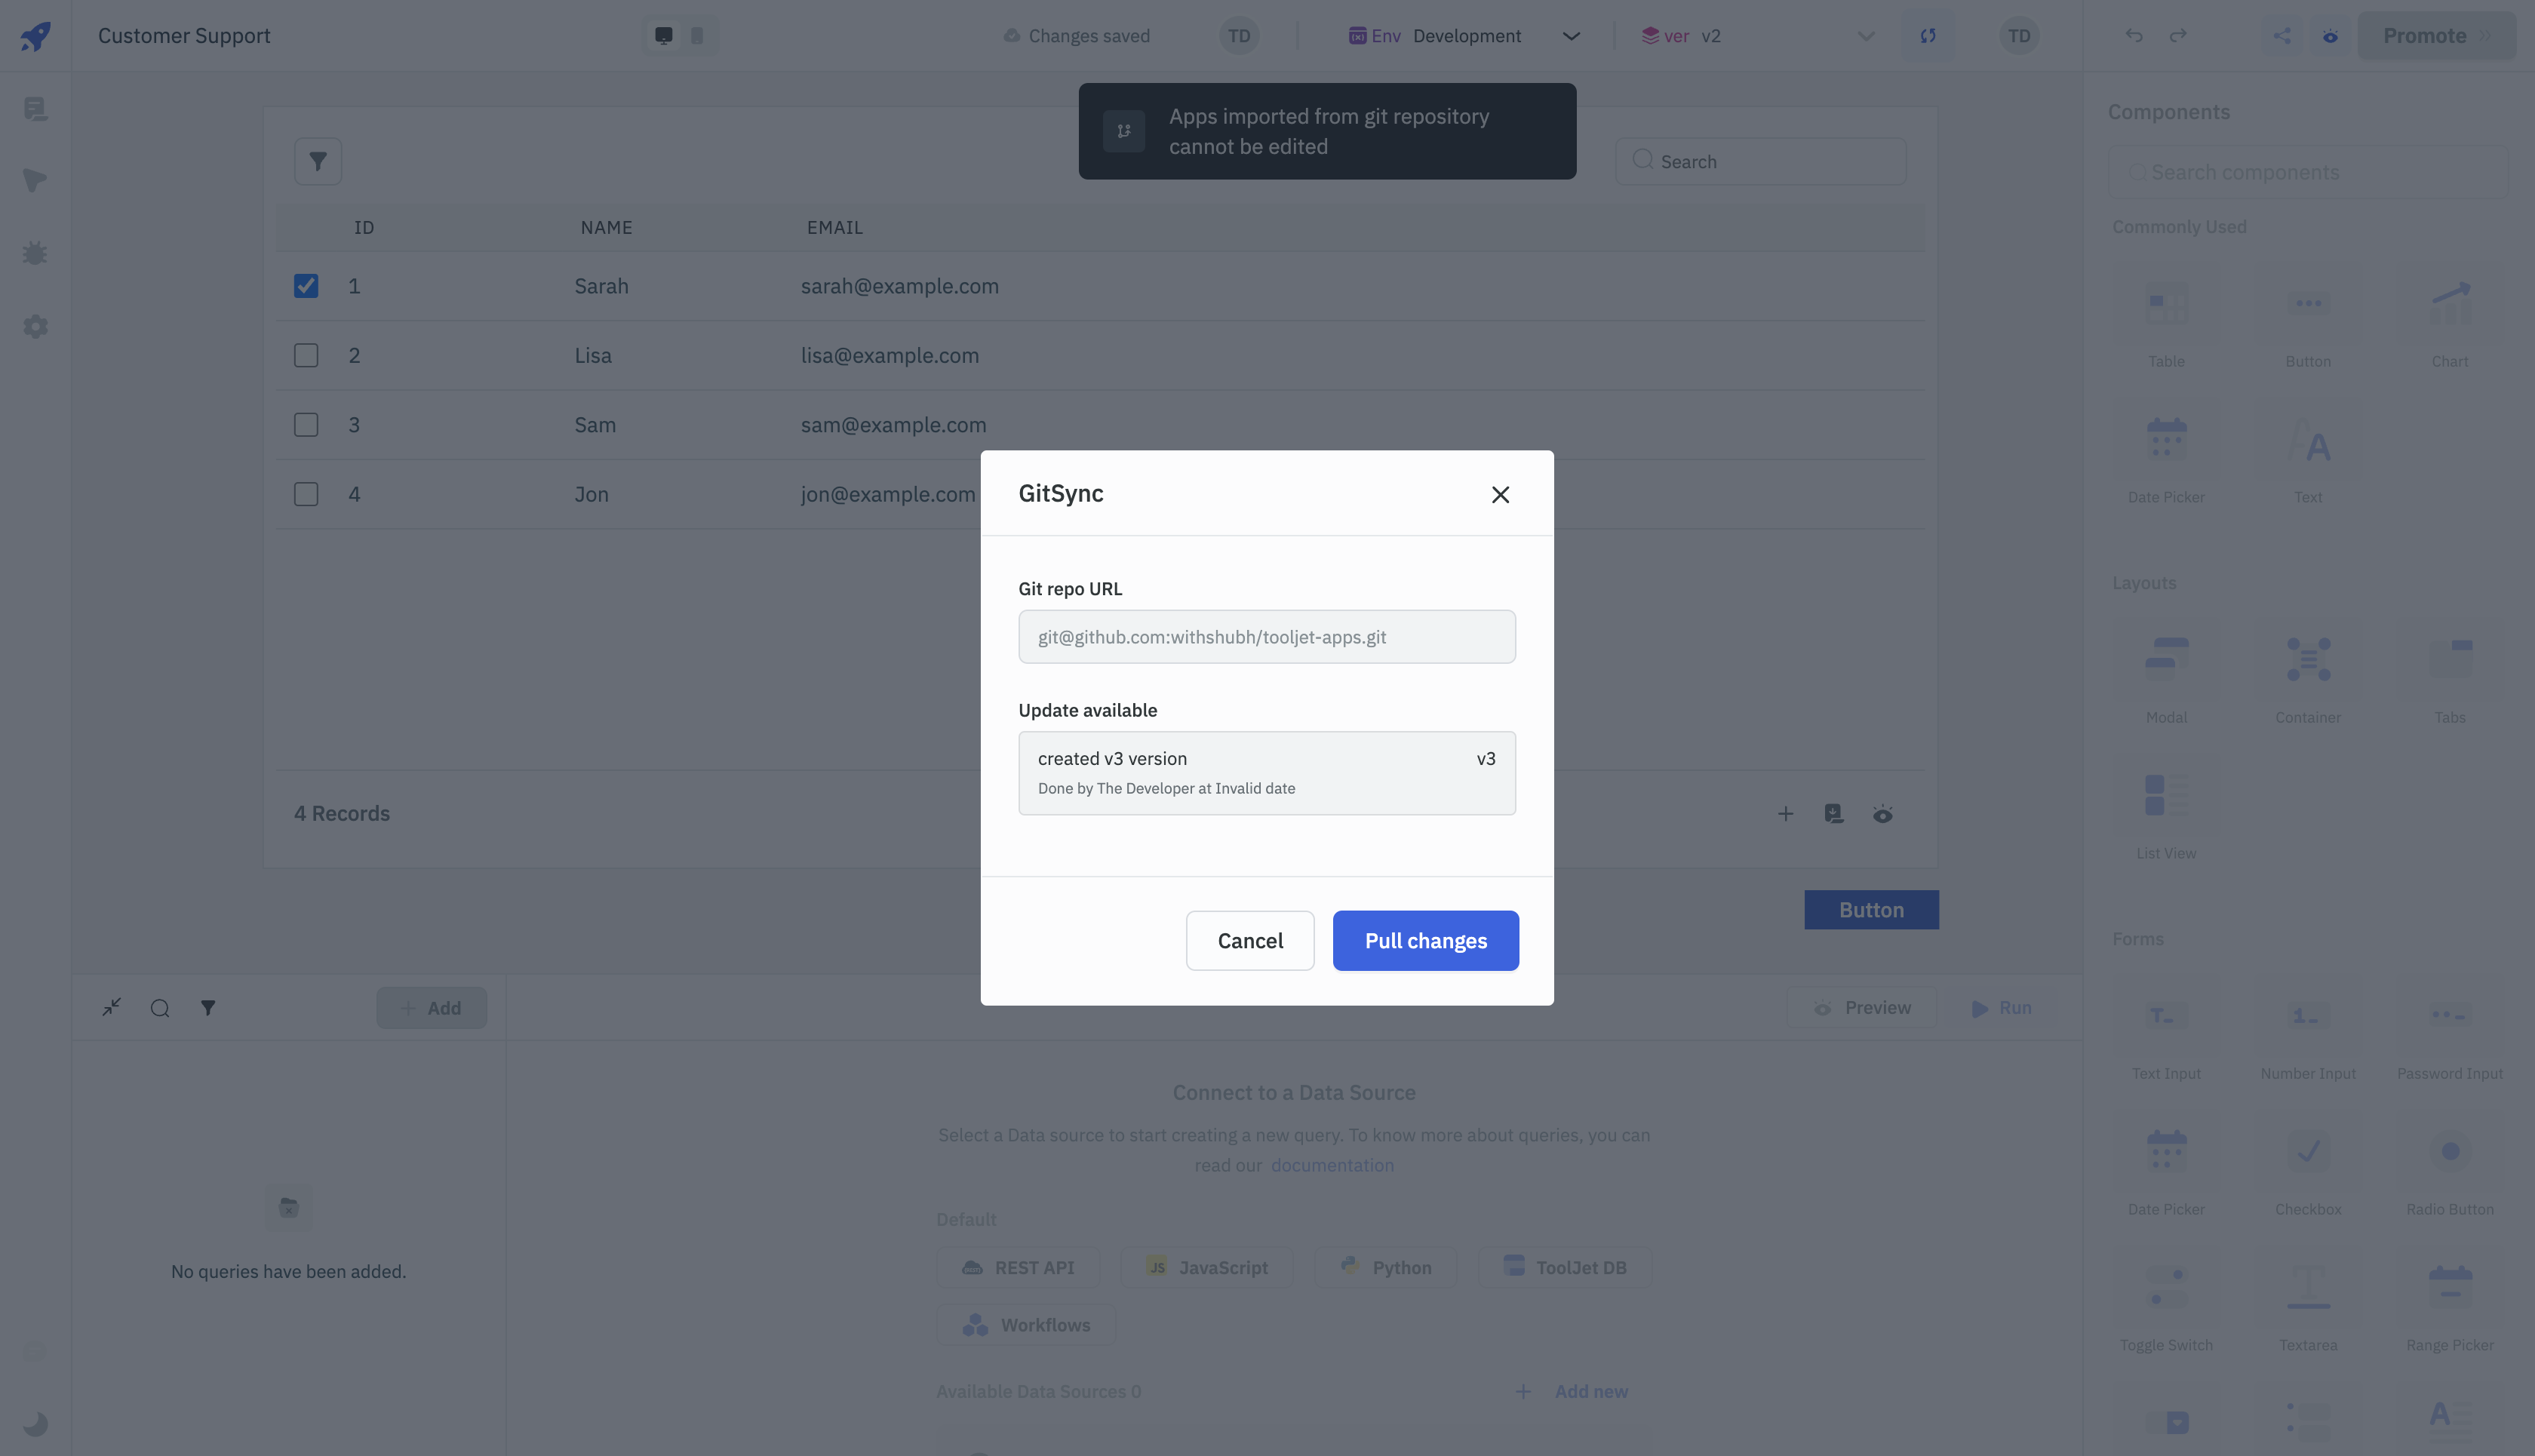 Customer Support
Changes saved
TD
Env Development
ver v2
TD
Promote
Apps imported from git repository
cannot be edited
Search
ID NAME EMAIL
1 Sarah sarah@example.com
2 Lisa lisa@example.com
3 Sam sam@example.com
4 Jon jon@example.com
4 Records
Button
GitSync
Git repo URL
git@github.com:withshubh/tooljet-apps.git
Update available
created v3 version v3
Done by The Developer at Invalid date
Cancel Pull changes
Components
Search components
Commonly Used
Table Button Chart
Date Picker Text
Layouts
Modal Container Tabs
List View
Forms
Text Input Number Input Password Input
Date Picker Checkbox Radio Button
Toggle Switch Textarea Range Picker
Add
No queries have been added.
Preview Run
Connect to a Data Source
Select a Data source to start creating a new query. To know more about queries, you can
read our documentation
Default
REST API JS JavaScript Python ToolJet DB
Workflows
Available Data Sources 0 Add new